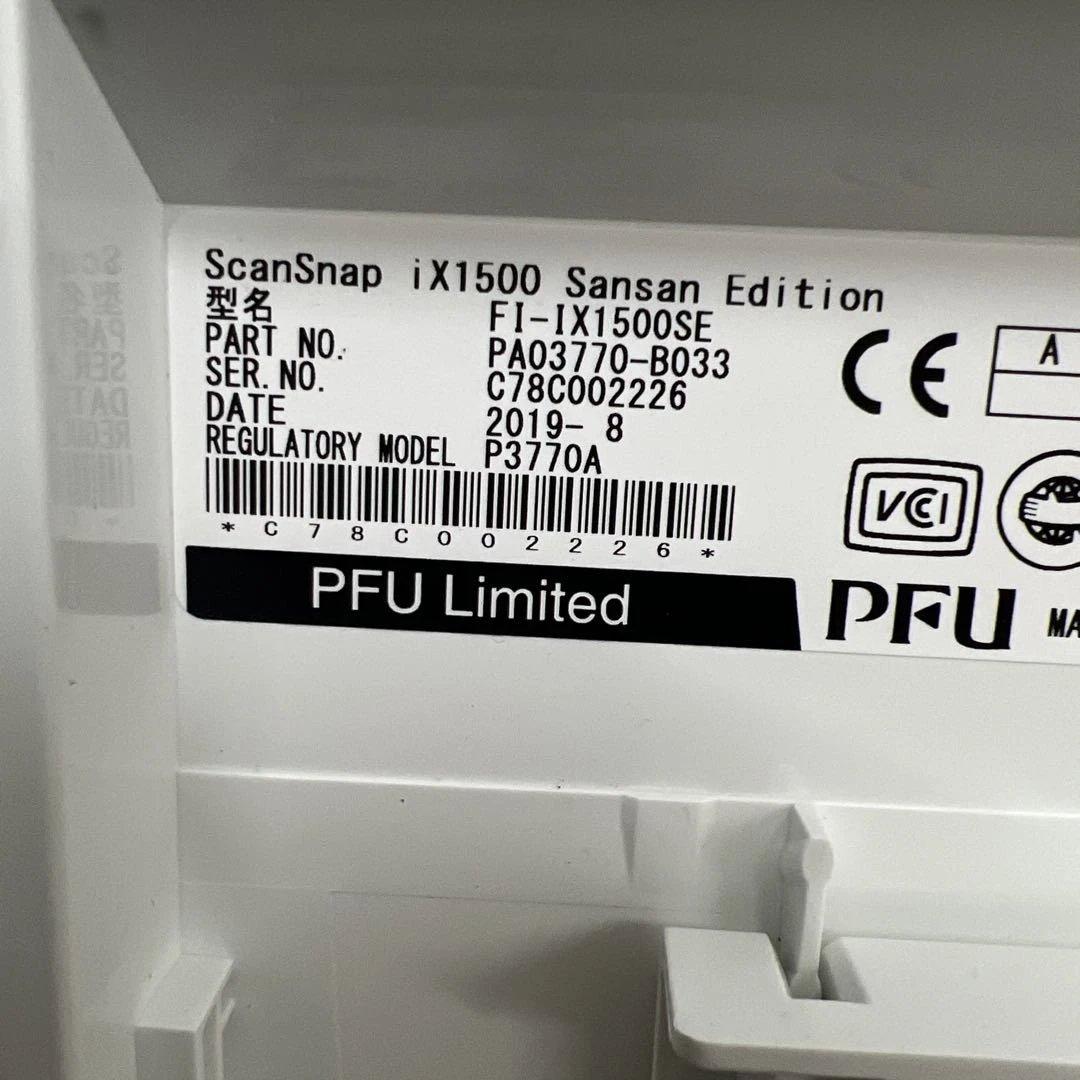 ScanSnap iX1500 Sansan Edition
型名 FI-IX1500SE
PART NO. PA03770-B033
SER.NO. C78C002226
DATE 2019- 8
REGULATORY MODEL P3770A
*C78C002226*
PFU Limited
CE
A
VCI
PFU
MA